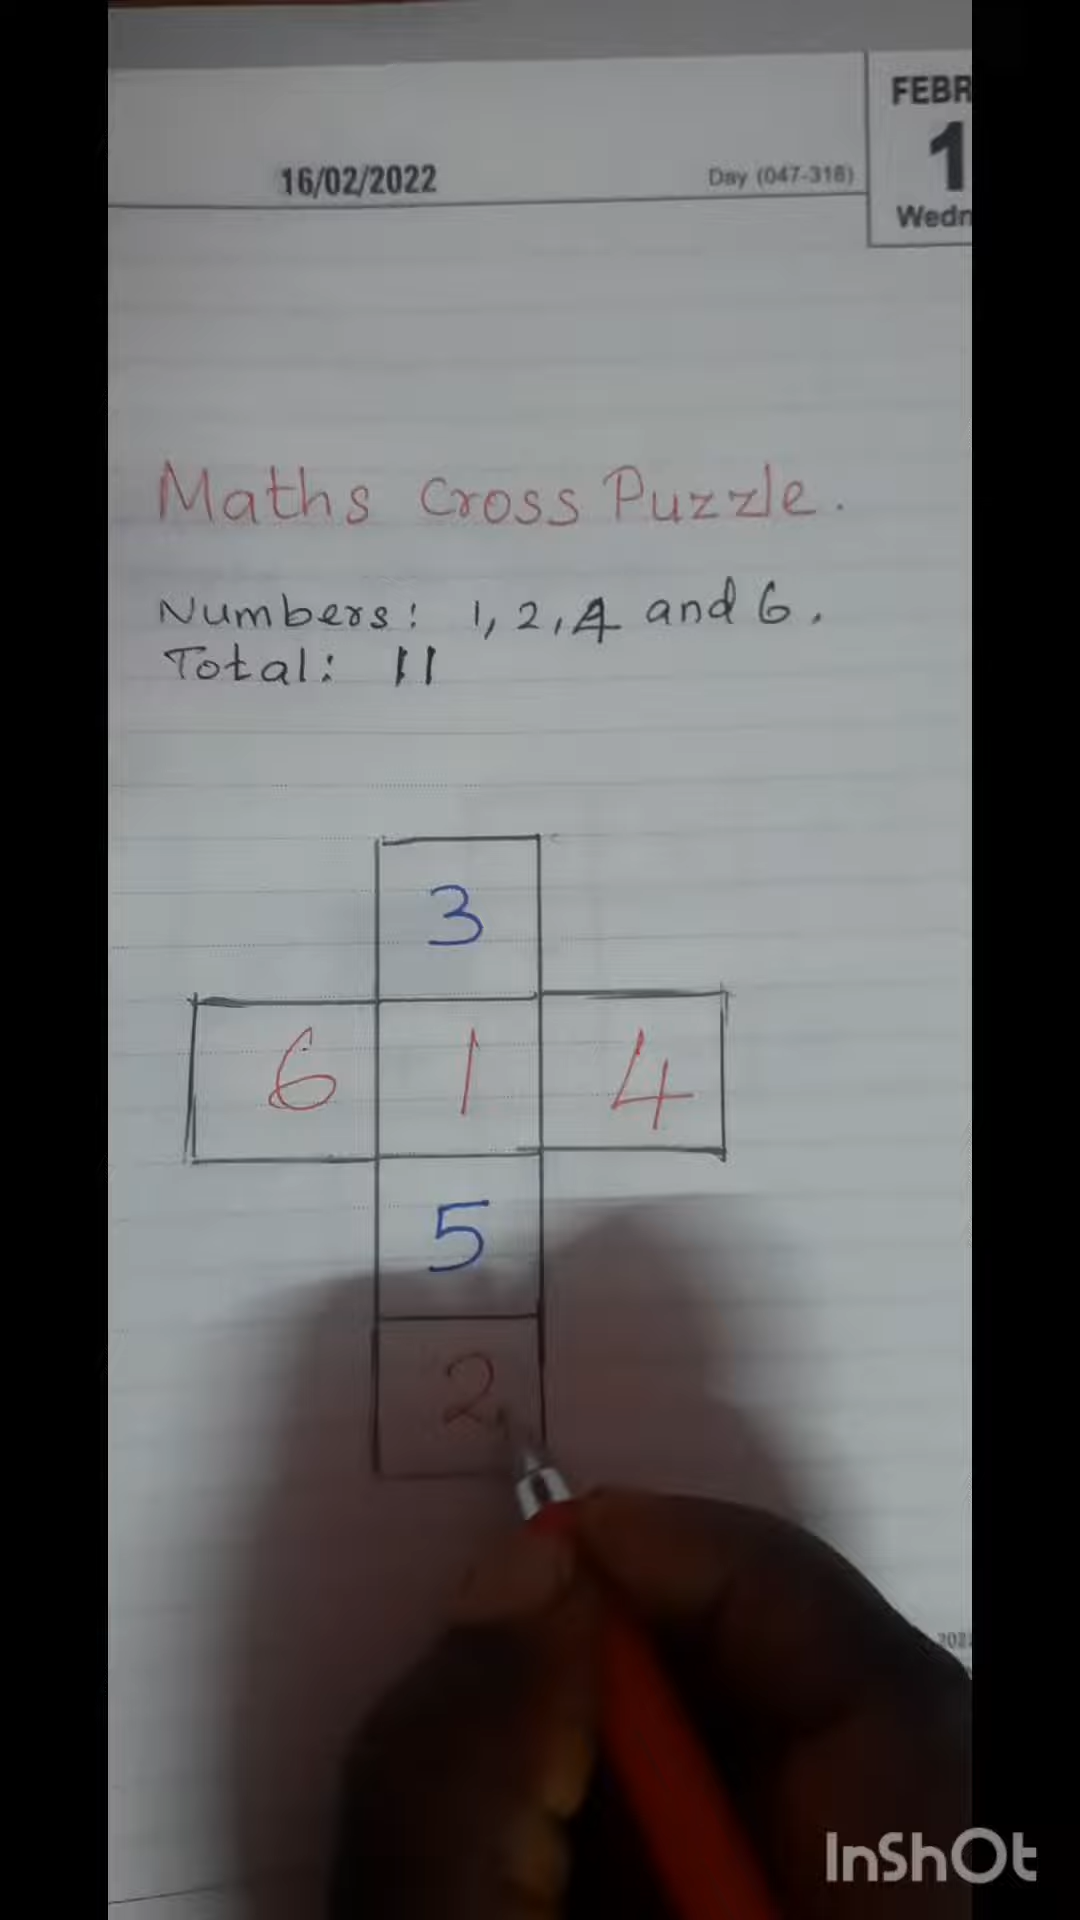 FEBR
16/02/2022 Day (047-318) 1
Wedn
Maths Cross Puzzle.
Numbers: 1, 2, 4 and 6.
Total: 11
3
6 1 4
5
2
InShOt